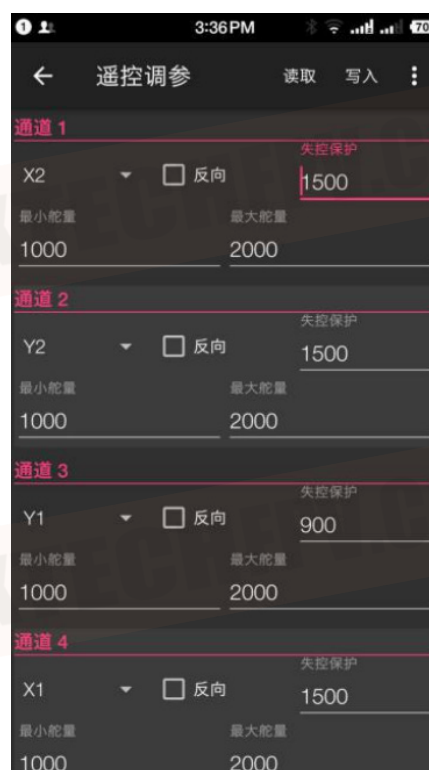 1 3:36PM 70
遥控调参 读取 写入
通道 1
失控保护
X2 反向 1500
最小舵量 最大舵量
1000 2000
通道 2
失控保护
Y2 反向 1500
最小舵量 最大舵量
1000 2000
通道 3
失控保护
Y1 反向 900
最小舵量 最大舵量
1000 2000
通道 4
失控保护
X1 反向 1500
最小舵量 最大舵量
1000 2000